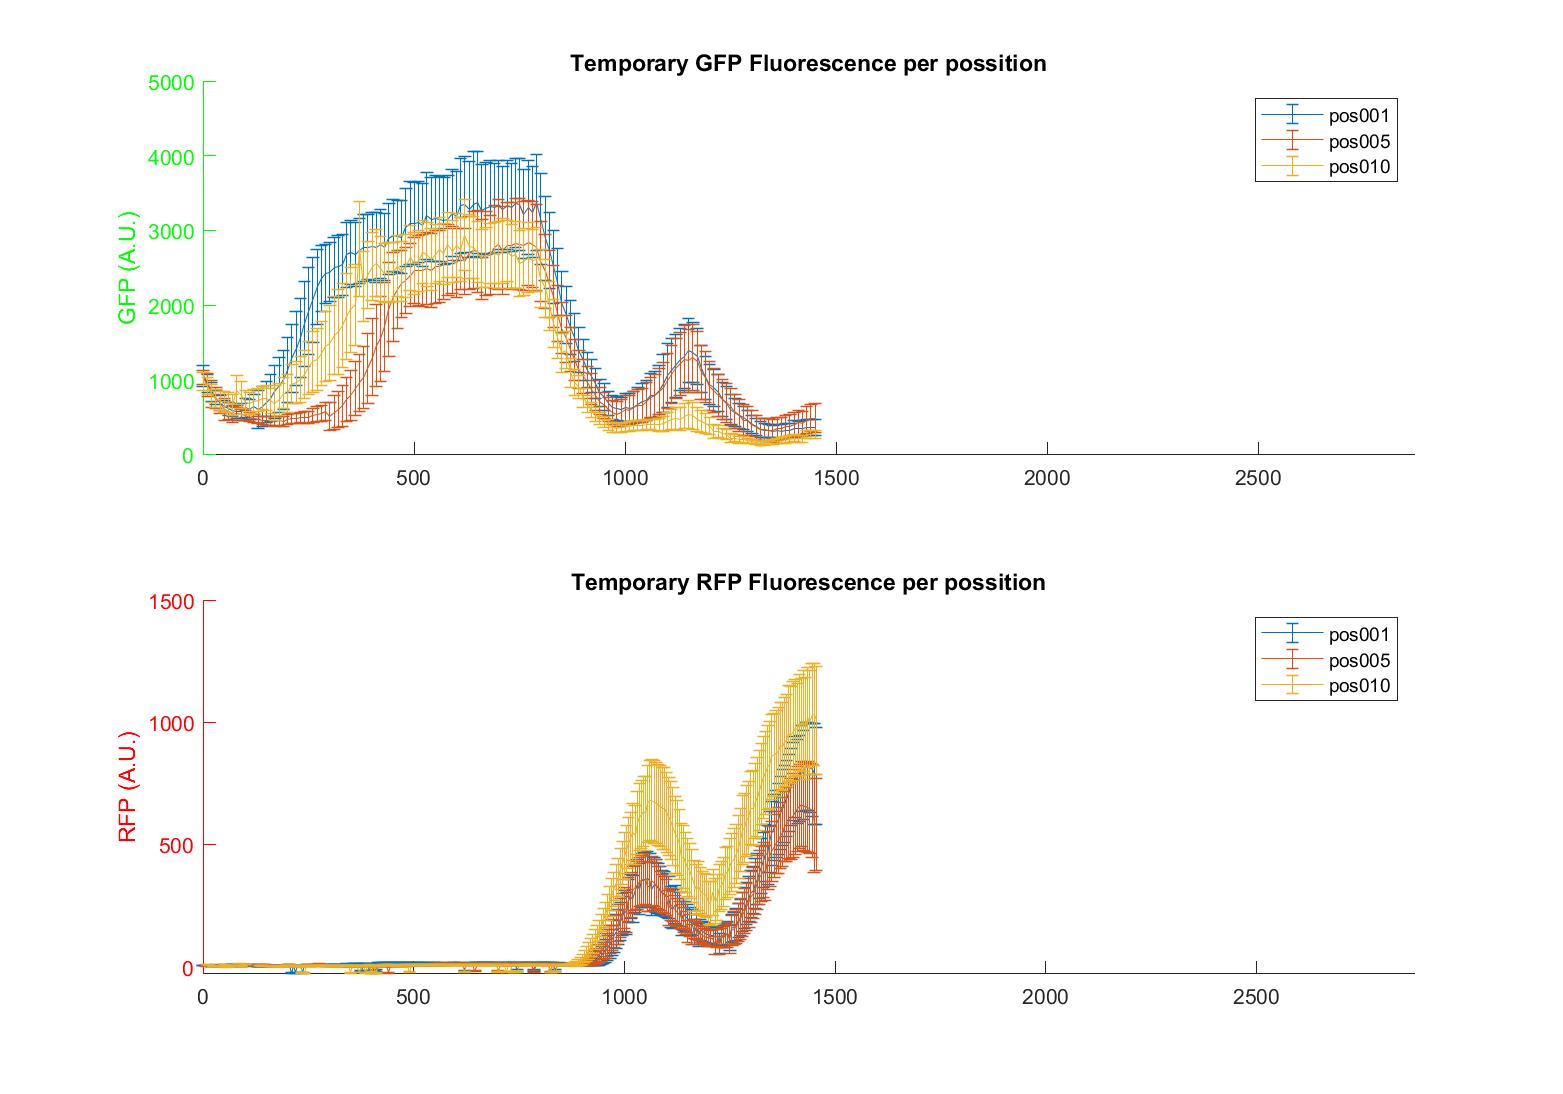 Temporary GFP Fluorescence per possition
5000
4000
3000
2000
1000
0
GFP (A.U.)
0 500 1000 1500 2000 2500
pos001
pos005
pos010
Temporary RFP Fluorescence per possition
1500
1000
500
0
RFP (A.U.)
0 500 1000 1500 2000 2500
pos001
pos005
pos010